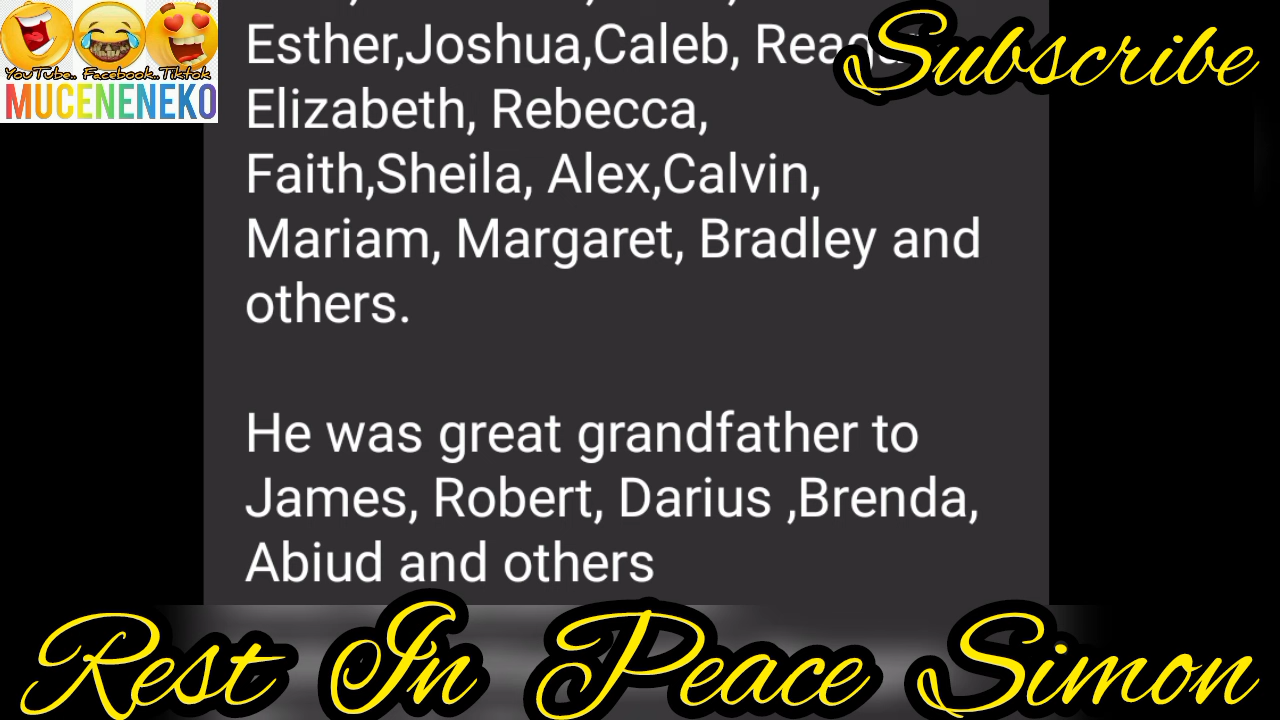 YouTube.. Facebook..Tiktok
MUCENENEKO
Subscribe
Esther,Joshua,Caleb,
Elizabeth, Rebecca,
Faith,Sheila, Alex,Calvin,
Mariam, Margaret, Bradley and
others.
He was great grandfather to
James, Robert, Darius ,Brenda,
Abiud and others
Rest In Peace Simon